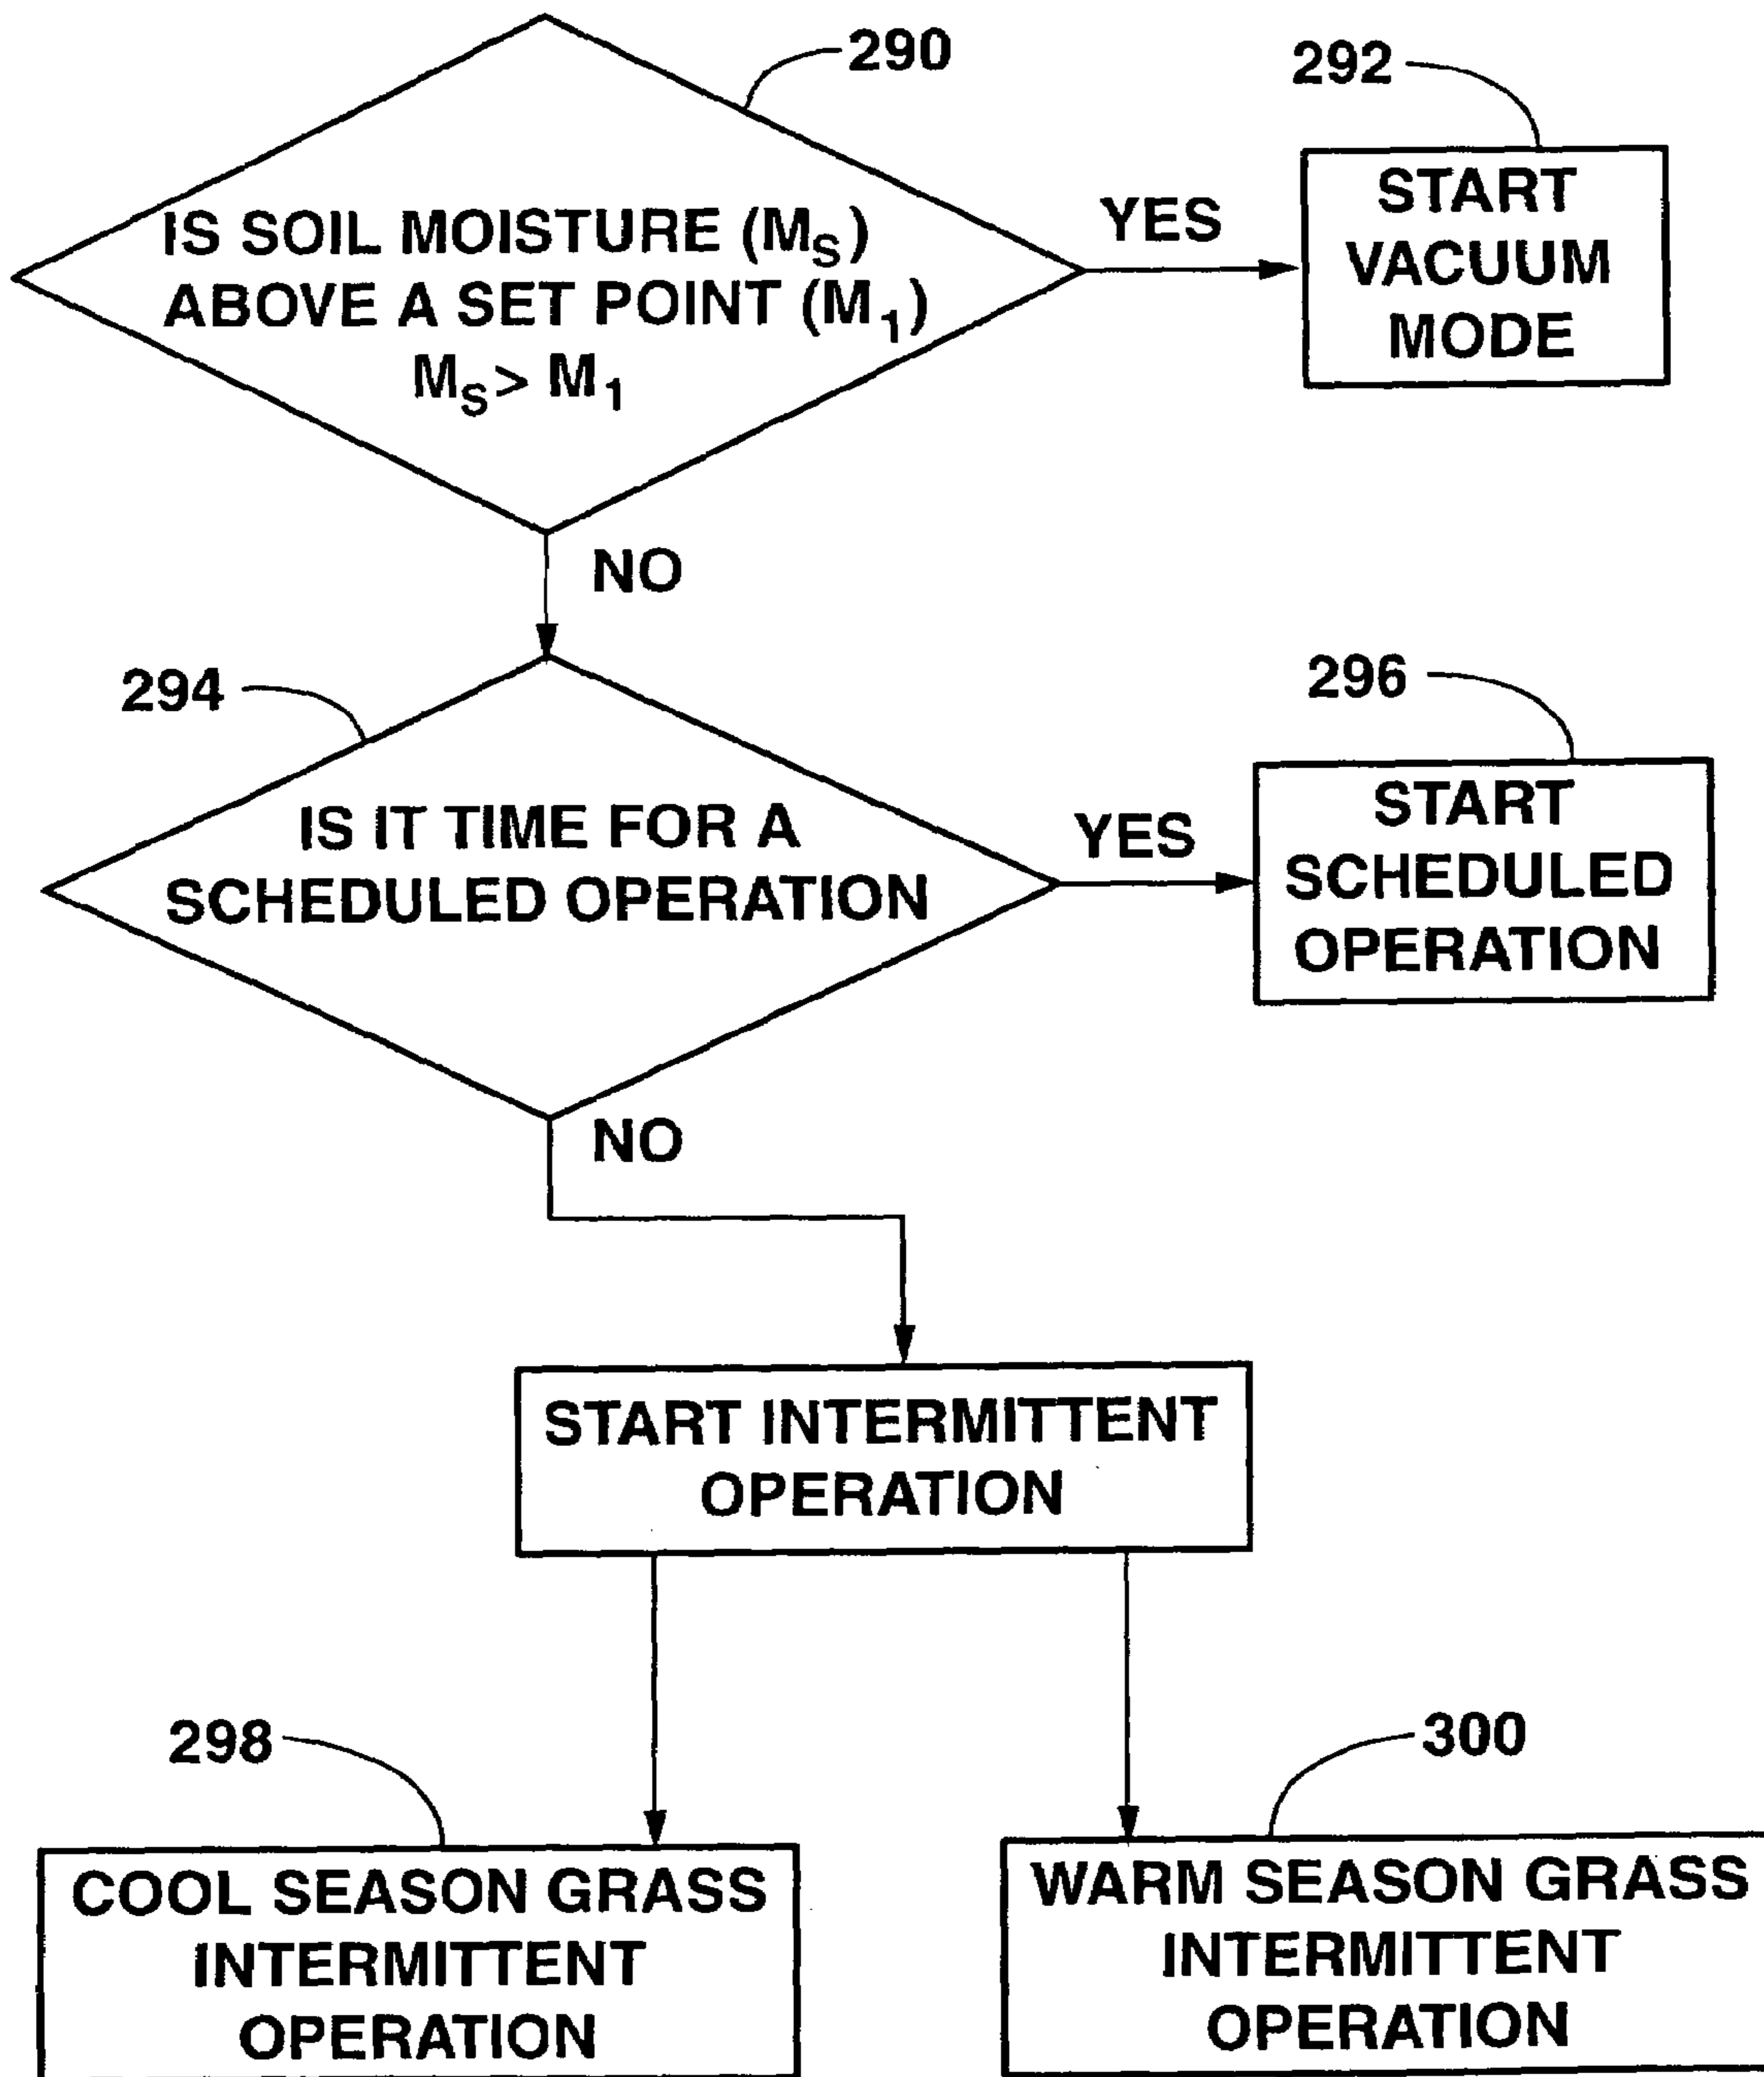 290
292
IS SOIL MOISTURE (MS)
ABOVE A SET POINT (M1)
MS > M1
YES
START
VACUUM
MODE
NO
294
296
IS IT TIME FOR A
SCHEDULED OPERATION
YES
START
SCHEDULED
OPERATION
NO
START INTERMITTENT
OPERATION
298
300
COOL SEASON GRASS
INTERMITTENT
OPERATION
WARM SEASON GRASS
INTERMITTENT
OPERATION